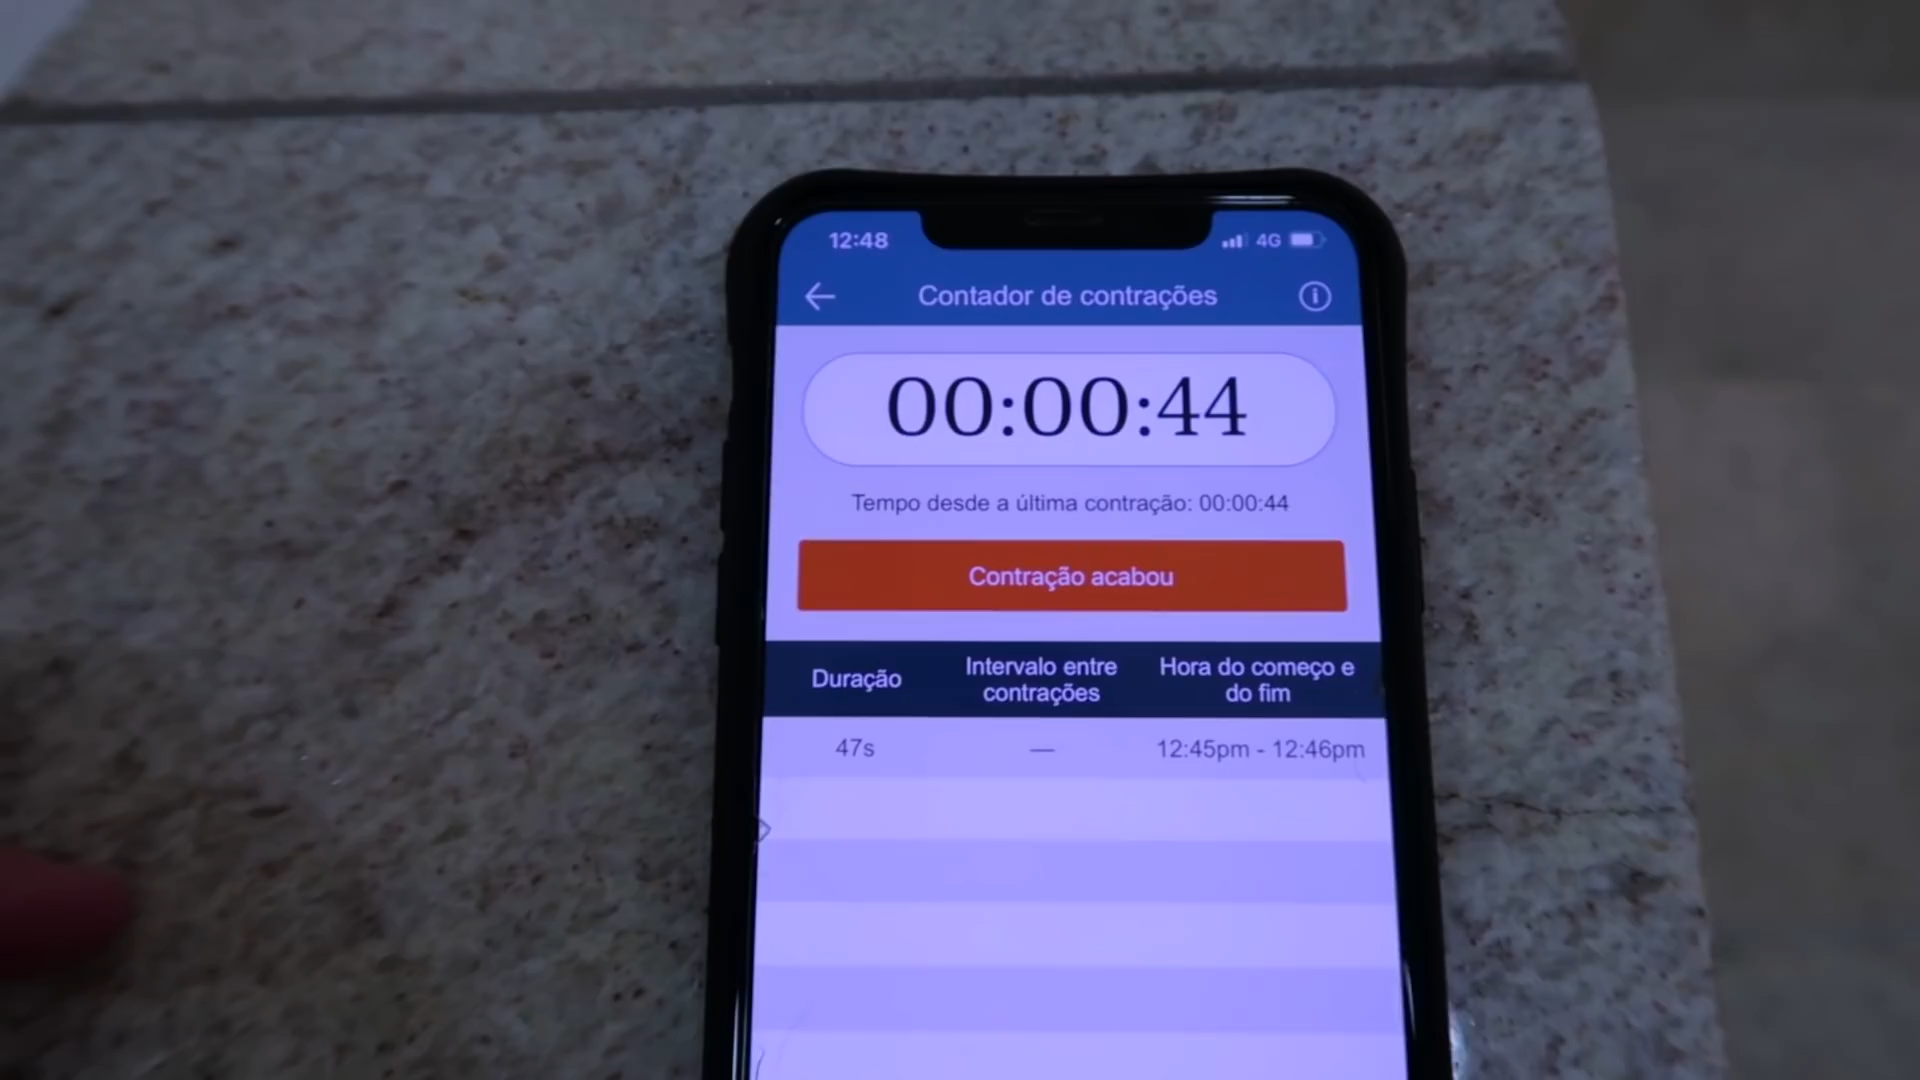 12:48 4G
Contador de contrações
00:00:44
Tempo desde a última contração: 00:00:44
Contração acabou
Duração
Intervalo entre
contrações
Hora do começo e
do fim
47s — 12:45pm - 12:46pm